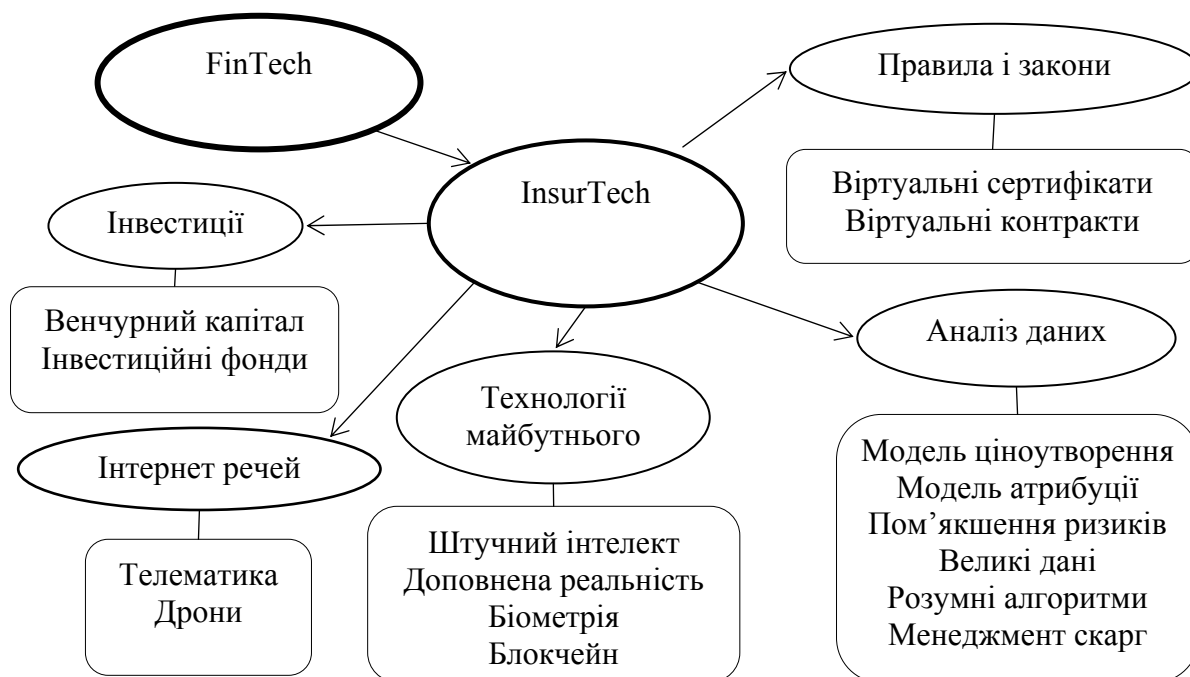 FinTech
Правила і закони
InsurTech
Віртуальні сертифікати
Віртуальні контракти
Інвестиції
Венчурний капітал
Інвестиційні фонди
Аналіз даних
Технології
майбутнього
Інтернет речей
Модель ціноутворення
Модель атрибуції
Пом’якшення ризиків
Великі дані
Розумні алгоритми
Менеджмент скарг
Штучний інтелект
Доповнена реальність
Біометрія
Блокчейн
Телематика
Дрони